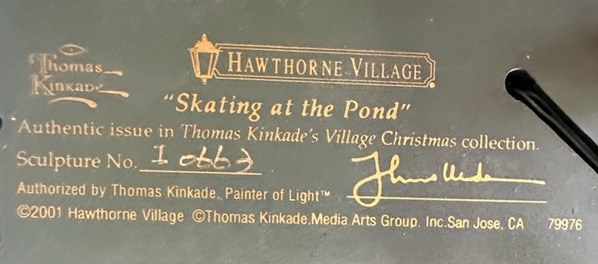 Thomas
Kinkade
HAWTHORNE VILLAGE
"Skating at the Pond"
Authentic issue in Thomas Kinkade's Village Christmas collection.
Sculpture No.
Authorized by Thomas Kinkade, Painter of Light™
©2001 Hawthorne Village ©Thomas Kinkade, Media Arts Group, Inc. San Jose, CA 79976